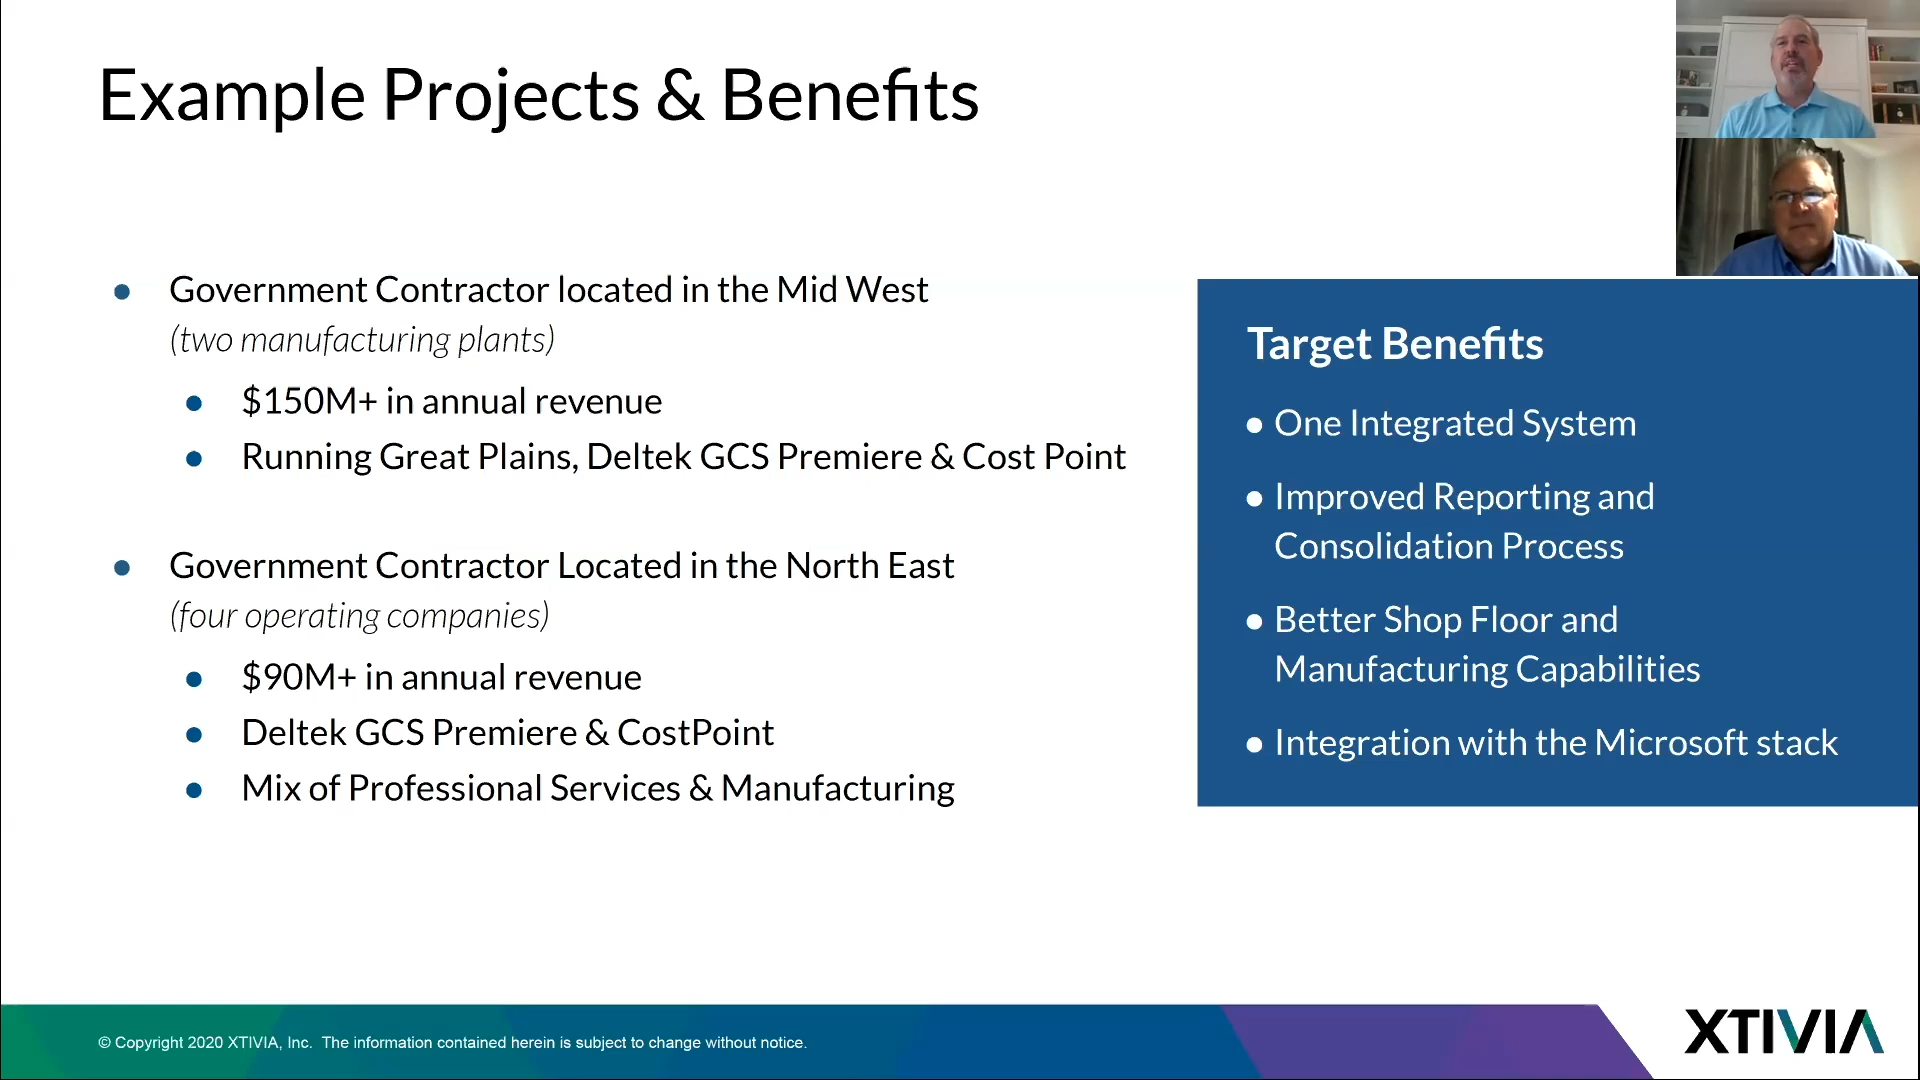 Example Projects & Benefits
Government Contractor located in the Mid West
(two manufacturing plants)
$150M+ in annual revenue
Running Great Plains, Deltek GCS Premiere & Cost Point
Government Contractor Located in the North East
(four operating companies)
$90M+ in annual revenue
Deltek GCS Premiere & CostPoint
Mix of Professional Services & Manufacturing
Target Benefits
One Integrated System
Improved Reporting and
Consolidation Process
Better Shop Floor and
Manufacturing Capabilities
Integration with the Microsoft stack
© Copyright 2020 XTIVIA, Inc. The information contained herein is subject to change without notice.
XTIVIA